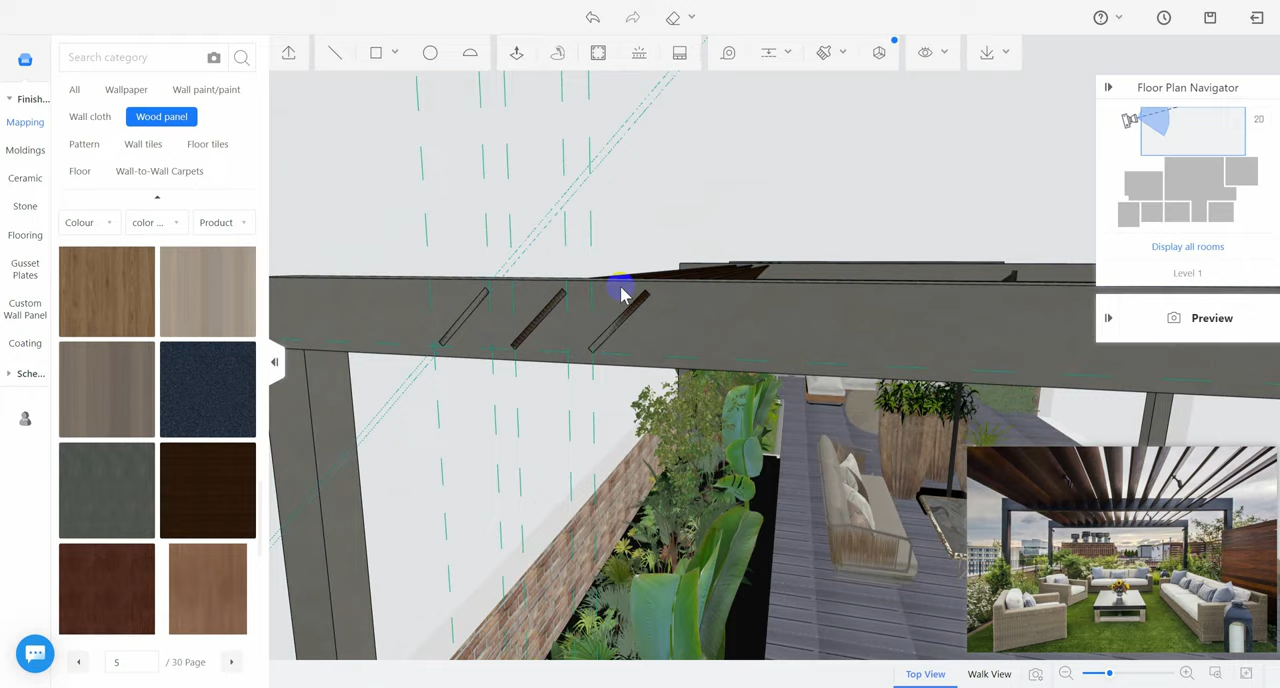 Search category
All Wallpaper Wall paint/paint
Wall cloth Wood panel
Pattern Wall tiles Floor tiles
Floor Wall-to-Wall Carpets
Colour color ... Product
Finish...
Mapping
Moldings
Ceramic
Stone
Flooring
Gusset
Plates
Custom
Wall Panel
Coating
Sche...
5 / 30 Page
Floor Plan Navigator
20
Display all rooms
Level 1
Preview
Top View Walk View